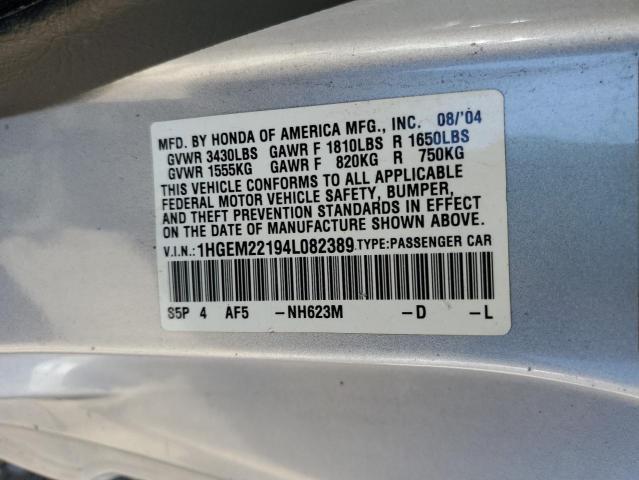 MFD. BY HONDA OF AMERICA MFG., INC. 08/'04
GVWR 3430LBS GAWR F 1810LBS R 1650LBS
GVWR 1555KG GAWR F 820KG R 750KG
THIS VEHICLE CONFORMS TO ALL APPLICABLE
FEDERAL MOTOR VEHICLE SAFETY, BUMPER,
AND THEFT PREVENTION STANDARDS IN EFFECT
ON THE DATE OF MANUFACTURE SHOWN ABOVE.
V.I.N.: 1HGEM22194L082389 TYPE: PASSENGER CAR
S5P 4 AF5 -NH623M -D -L